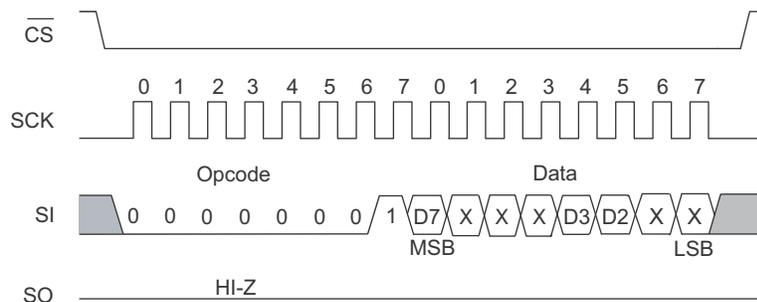 CS
0 1 2 3 4 5 6 7 0 1 2 3 4 5 6 7
SCK
Opcode Data
SI 0 0 0 0 0 0 0 1 D7 X X X D3 D2 X X
MSB LSB
HI-Z
SO